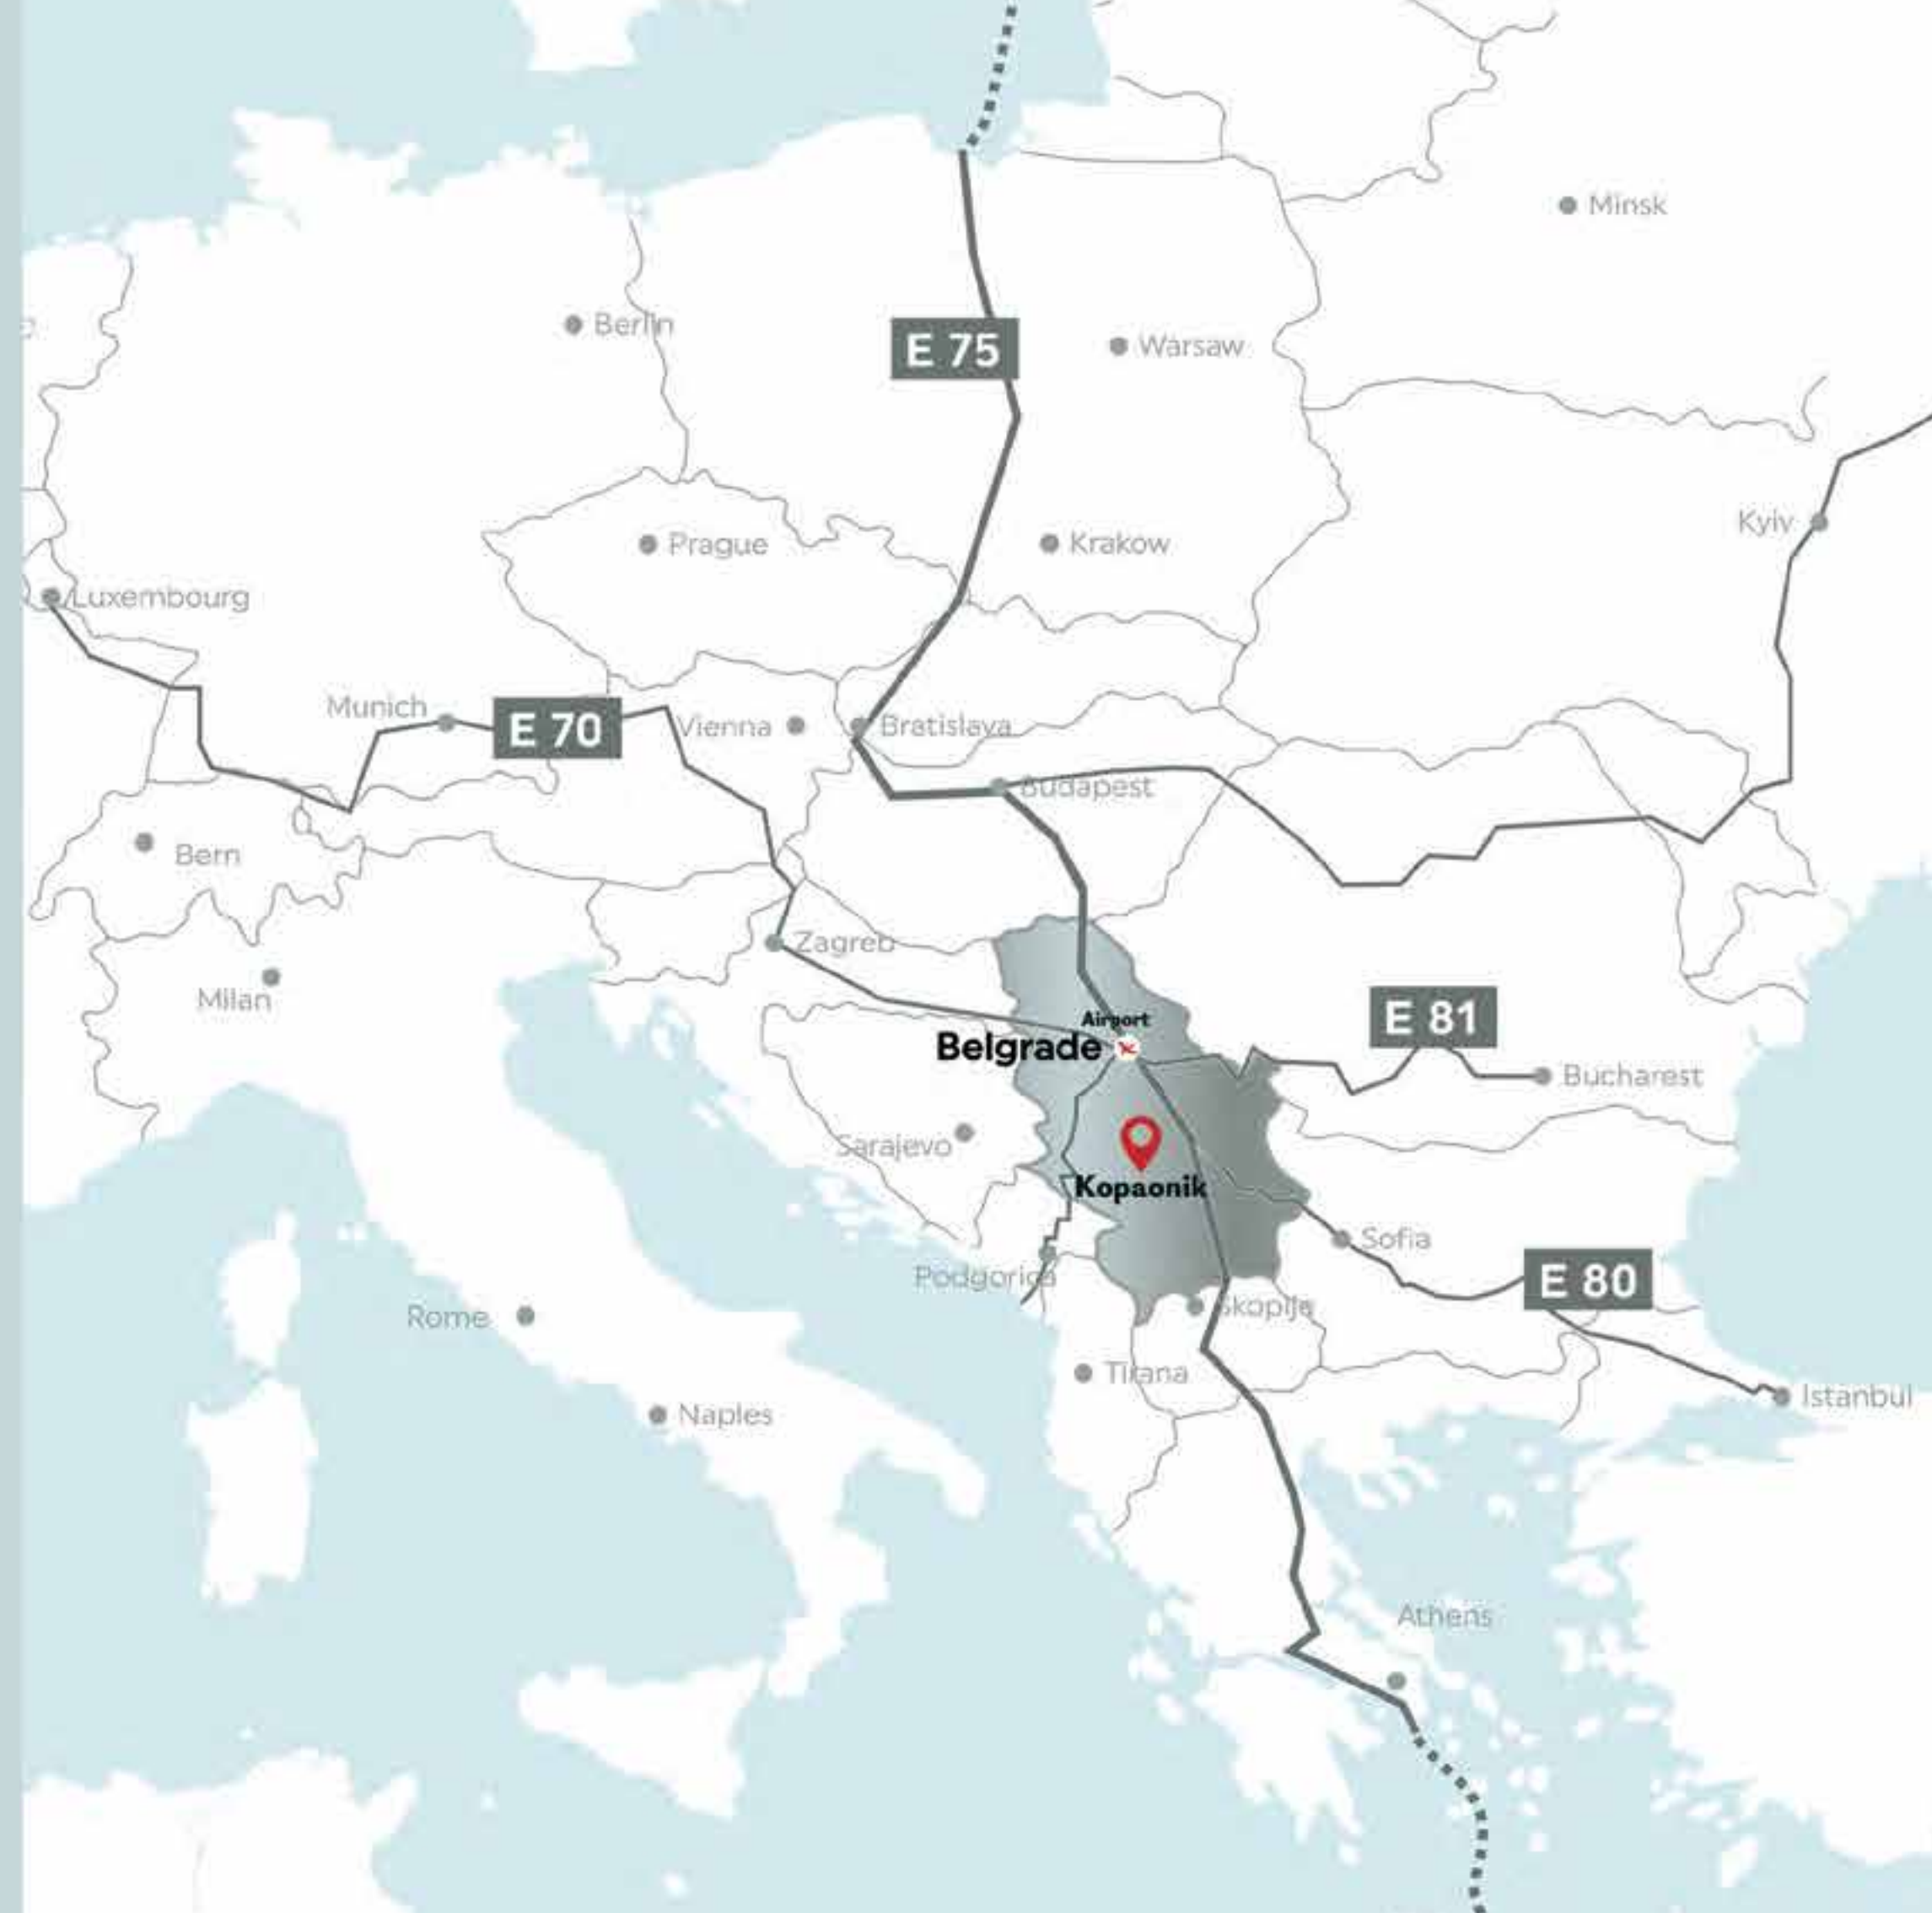 Minsk
Berlin
E 75
Warsaw
Kyiv
Prague
Krakow
Luxembourg
Munich
E 70
Vienna
Bratislava
Budapest
Bern
Zagreb
Milan
Airport
Belgrade
E 81
Bucharest
Sarajevo
Kopaonik
Sofia
Podgorica
E 80
Skoplje
Rome
Tirana
Istanbul
Naples
Athens